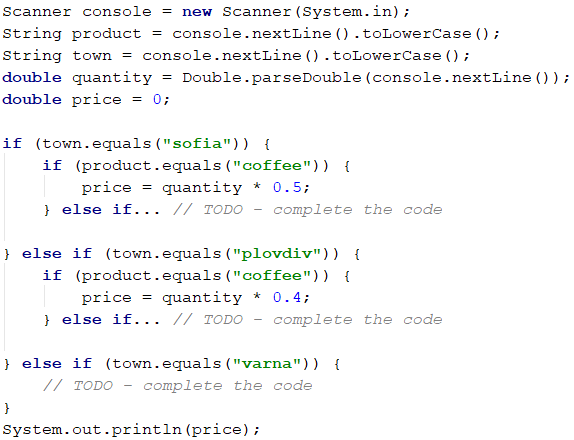 Scanner console = new Scanner(System.in);
String product = console.nextLine().toLowerCase();
String town = console.nextLine().toLowerCase();
double quantity = Double.parseDouble(console.nextLine());
double price = 0;

if (town.equals("sofia")) {
    if (product.equals("coffee")) {
        price = quantity * 0.5;
    } else if... // TODO – complete the code

} else if (town.equals("plovdiv")) {
    if (product.equals("coffee")) {
        price = quantity * 0.4;
    } else if... // TODO – complete the code

} else if (town.equals("varna")) {
    // TODO – complete the code
}
System.out.println(price);